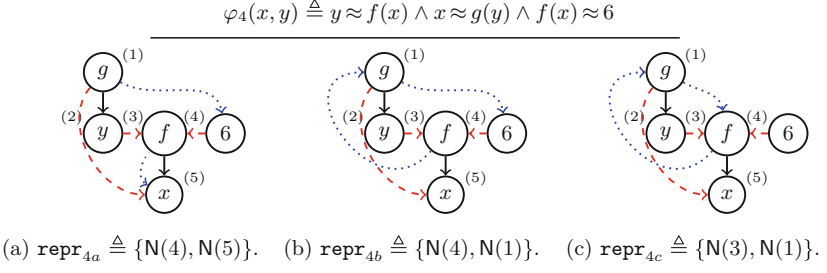 φ₄(x, y) ≜ y ≈ f(x) ∧ x ≈ g(y) ∧ f(x) ≈ 6
(1) (1) (1)
g g g
(2) (3) (4) (2) (3) (4) (2) (3) (4)
y f 6 y f 6 y f 6
(5) (5) (5)
x x x
(a) repr₄ₐ ≜ {N(4), N(5)}. (b) repr₄b ≜ {N(4), N(1)}. (c) repr₄c ≜ {N(3), N(1)}.